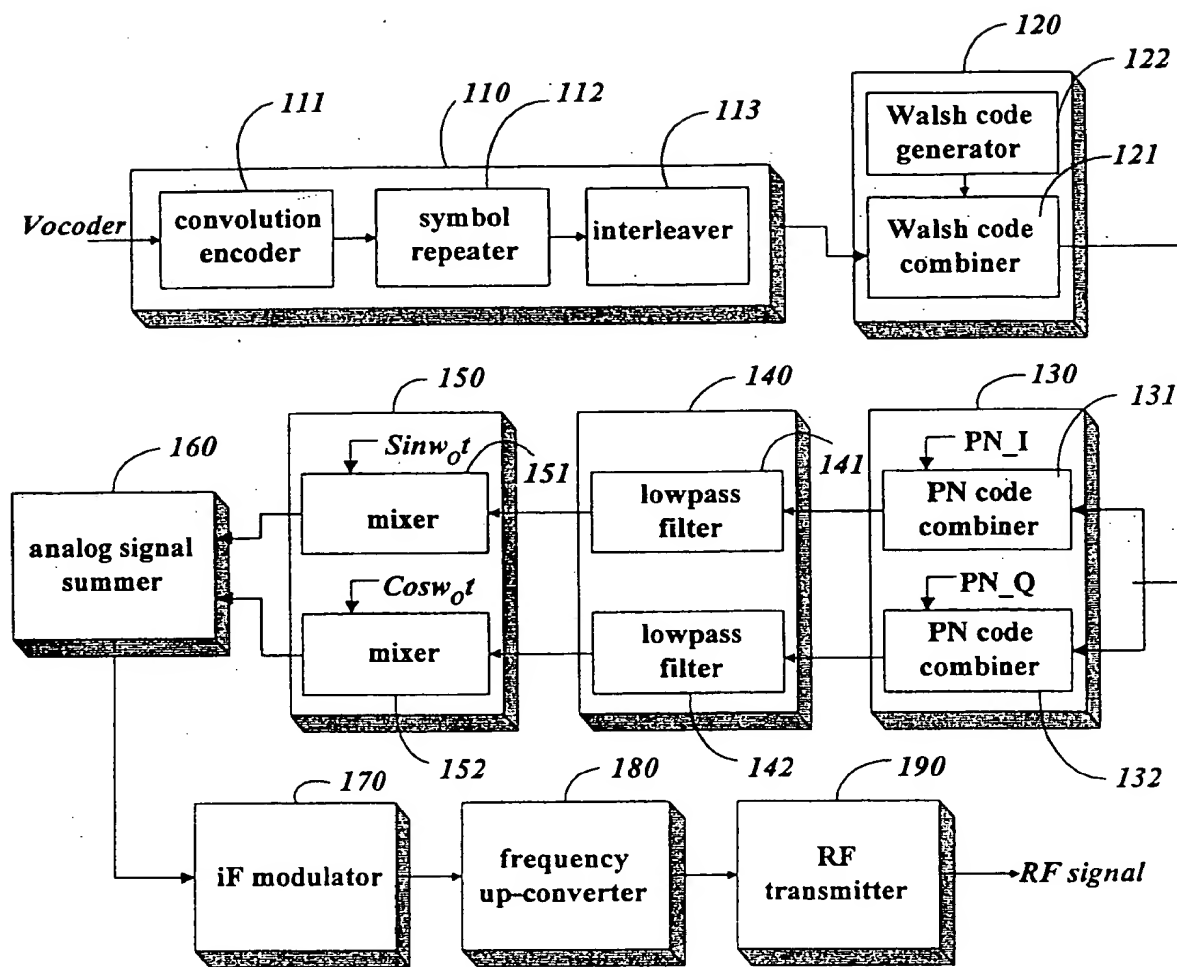 120
122
111
110
112
113
Walsh code
generator
121
Vocoder
convolution
encoder
symbol
repeater
interleaver
Walsh code
combiner
150
140
130
131
160
Sinwot
151
141
PN_I
mixer
lowpass
filter
PN code
combiner
analog signal
summer
Coswot
PN_Q
mixer
lowpass
filter
PN code
combiner
152
142
132
170
180
190
iF modulator
frequency
up-converter
RF
transmitter
RF signal